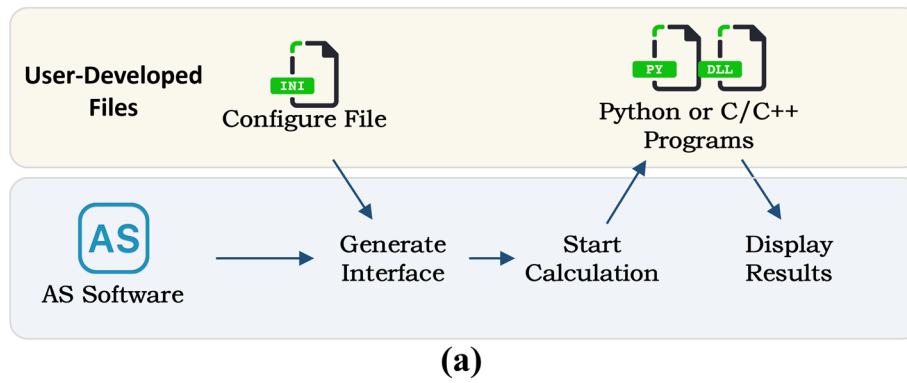 User-Developed
Files
INI
Configure File
PY
DLL
Python or C/C++
Programs
AS
AS Software
Generate
Interface
Start
Calculation
Display
Results
(a)